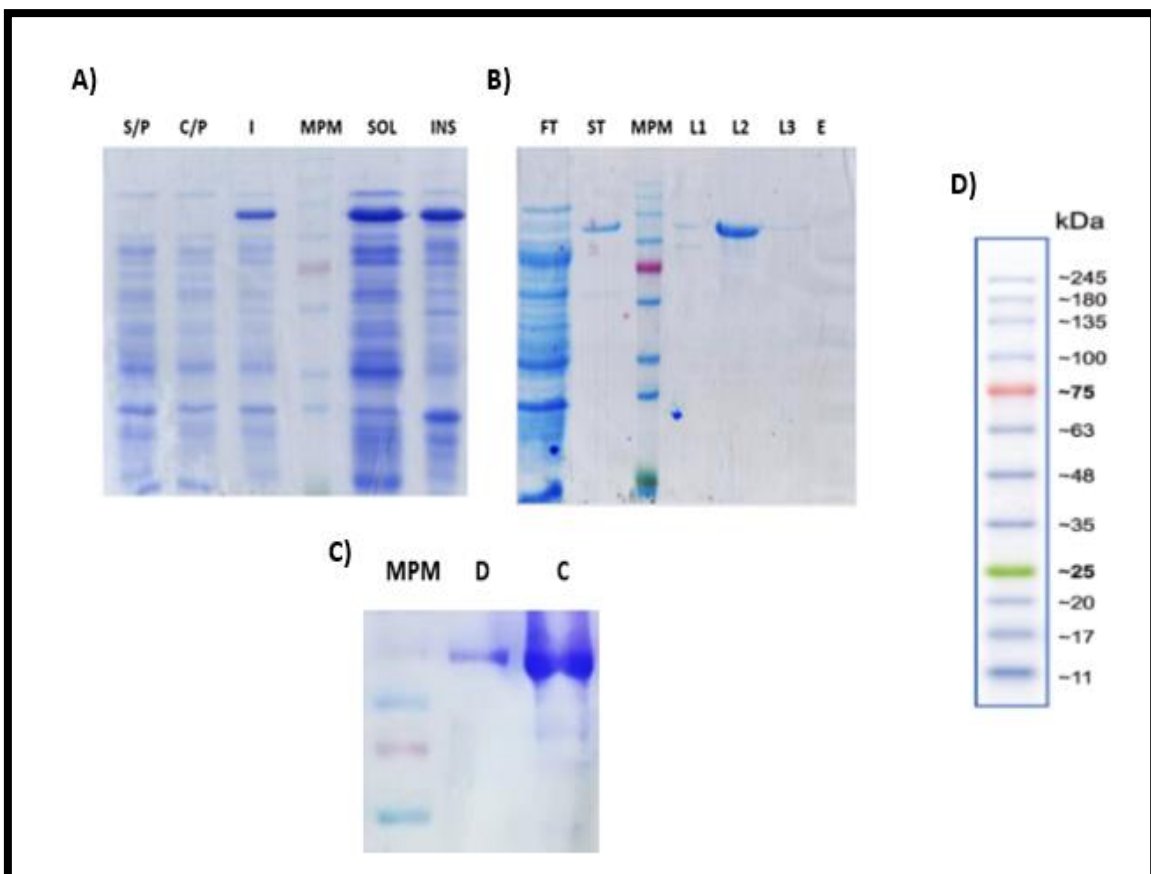 A)
S/P C/P I MPM SOL INS
B)
FT ST MPM L1 L2 L3 E
C)
MPM D C
D)
kDa
~245
~180
~135
~100
~75
~63
~48
~35
~25
~20
~17
~11